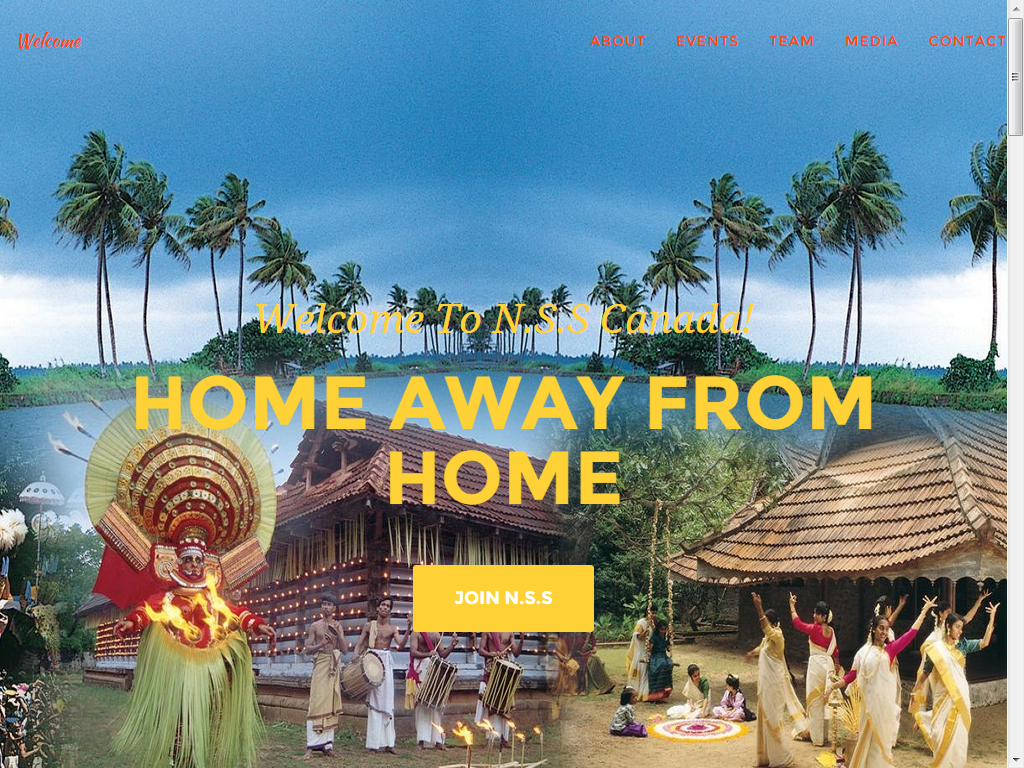 Welcome
ABOUT EVENTS TEAM MEDIA CONTACT
Welcome To N.S.S Canada!
HOME AWAY FROM
HOME
JOIN N.S.S